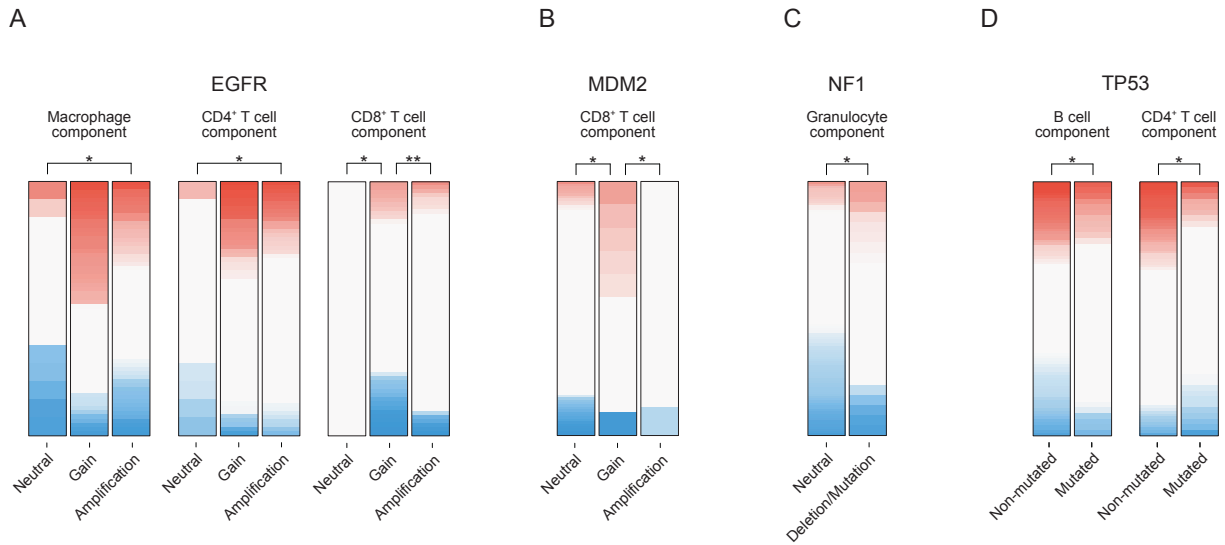 A
B
C
D
EGFR
MDM2
NF1
TP53
Macrophage
component
CD4⁺ T cell
component
CD8⁺ T cell
component
CD8⁺ T cell
component
Granulocyte
component
B cell
component
CD4⁺ T cell
component
*
*
*
**
*
*
*
*
*
Neutral
Gain
Amplification
Neutral
Gain
Amplification
Neutral
Gain
Amplification
Neutral
Gain
Amplification
Neutral
Deletion/Mutation
Non-mutated
Mutated
Non-mutated
Mutated